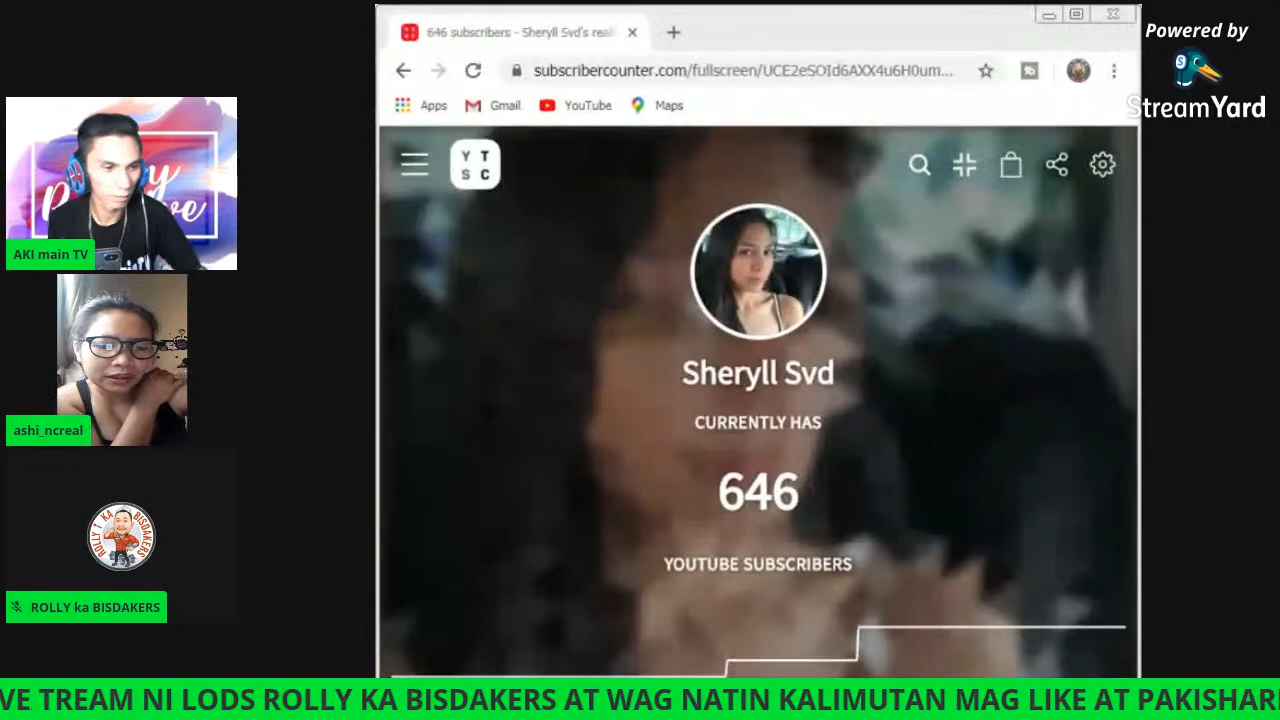 646 subscribers - Sheryll Svd's real
subscribercounter.com/fullscreen/UCE2eSOId6AXX4u6H0um...
Apps Gmail YouTube Maps
Powered by
StreamYard
Y T
S C
AKI main TV
ashi_ncreal
ROLLY ka BISDAKERS
Sheryll Svd
CURRENTLY HAS
646
YOUTUBE SUBSCRIBERS
VE TREAM NI LODS ROLLY KA BISDAKERS AT WAG NATIN KALIMUTAN MAG LIKE AT PAKISHAR